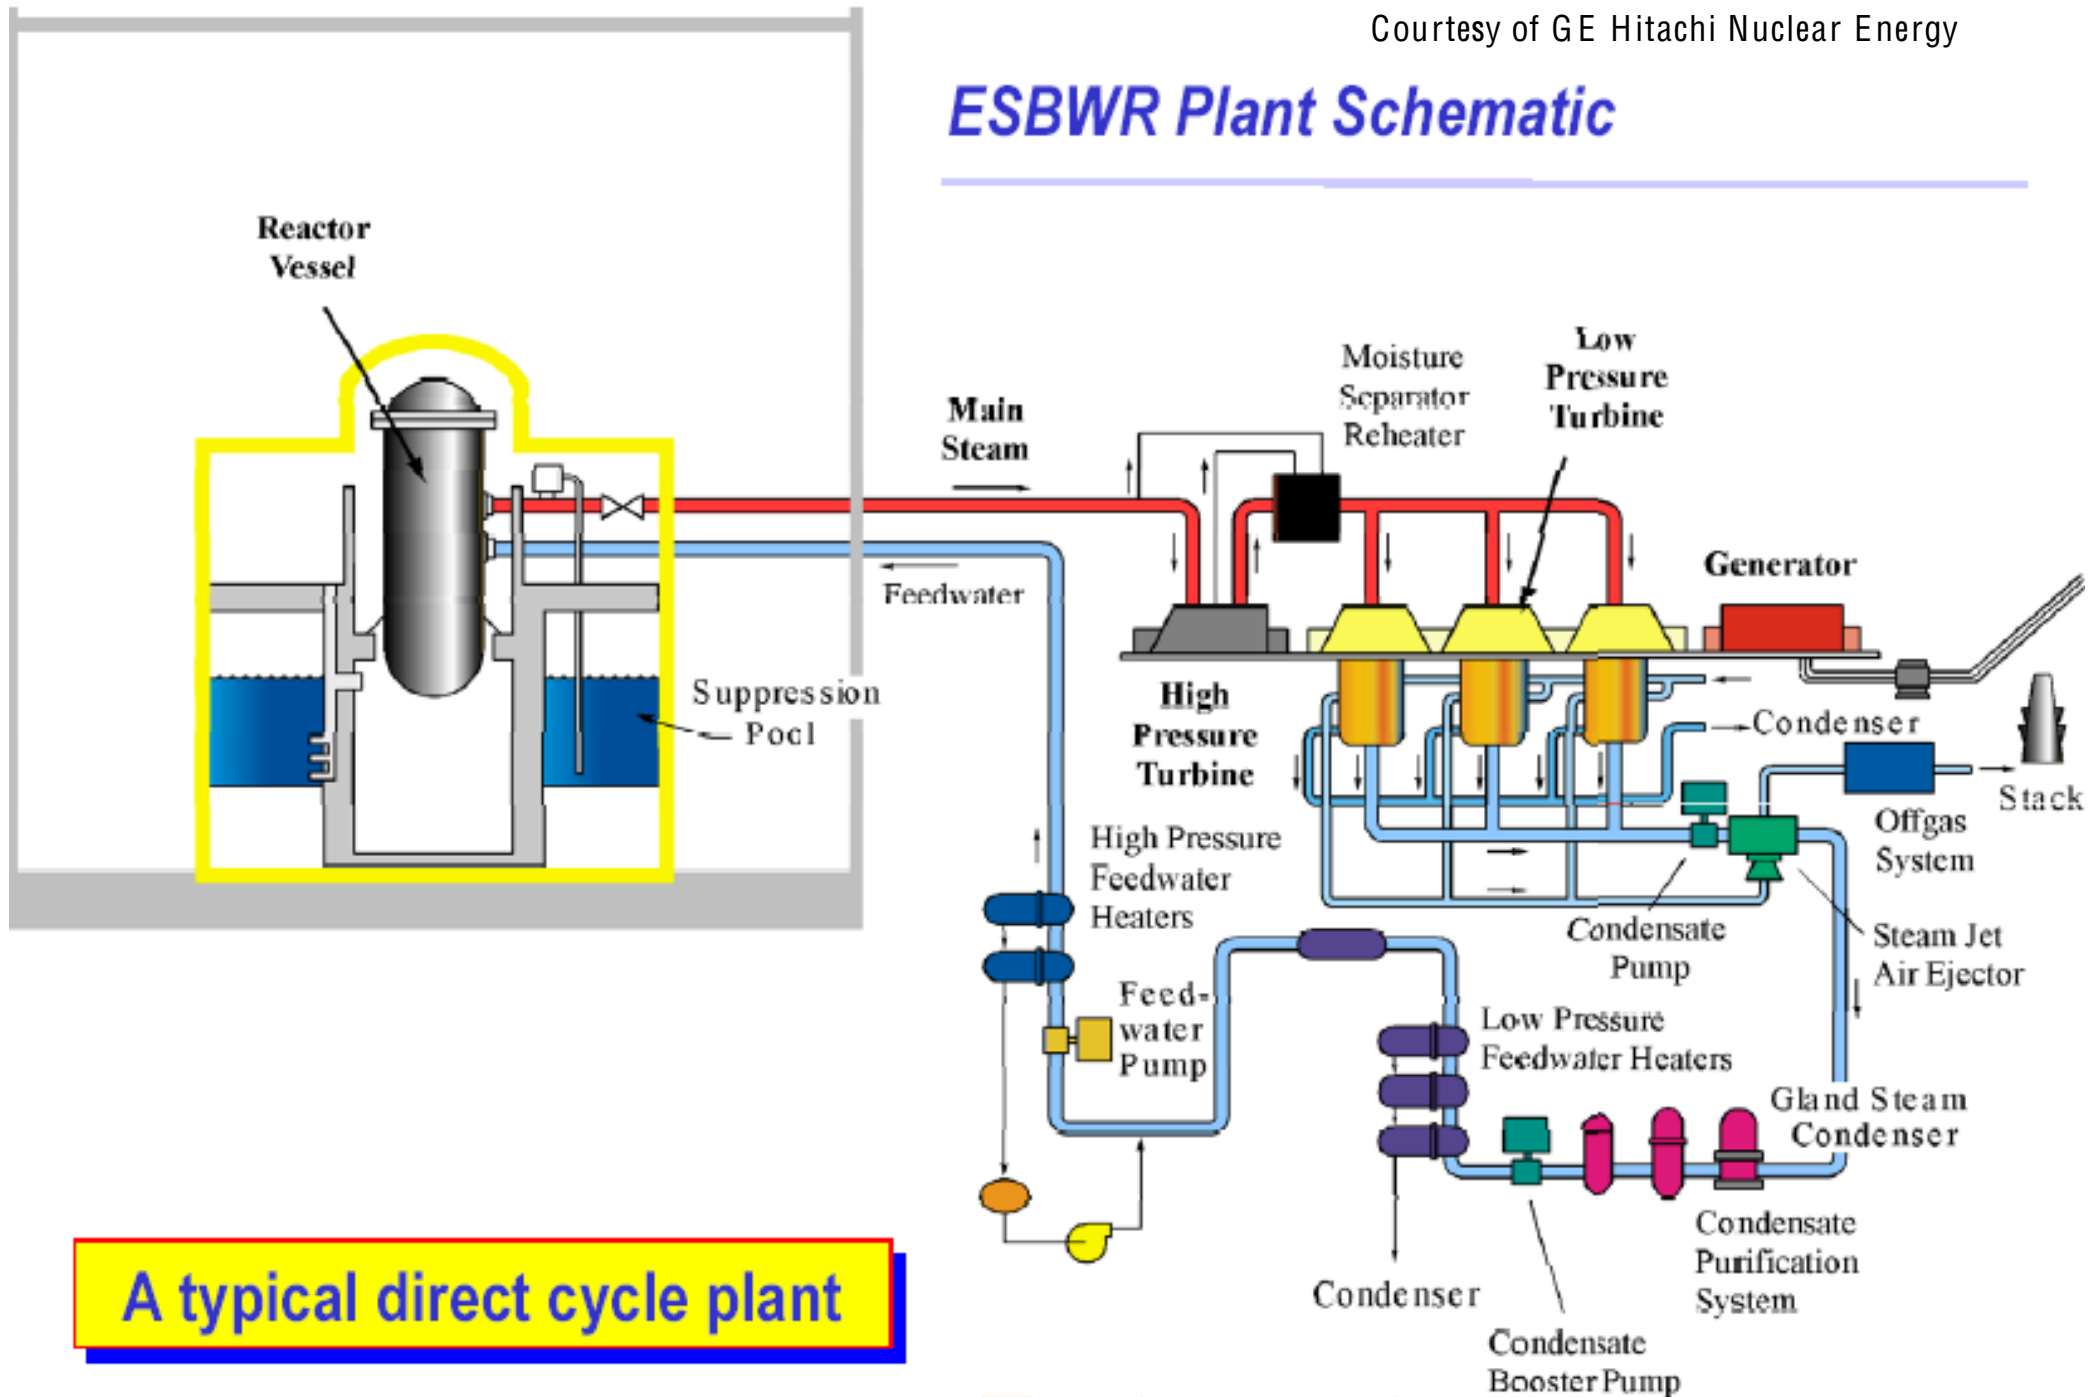 Courtesy of GE Hitachi Nuclear Energy
ESBWR Plant Schematic
Reactor
Vessel
Main
Steam
Moisture
Separator
Reheater
Low
Pressure
Turbine
Feedwater
Generator
Suppression
Pool
High
Pressure
Turbine
Condenser
Stack
Offgas
System
High Pressure
Feedwater
Heaters
Condensate
Pump
Steam Jet
Air Ejector
Feed-
water
Pump
Low Pressure
Feedwater Heaters
Gland Steam
Condenser
Condensate
Purification
System
Condenser
Condensate
Booster Pump
A typical direct cycle plant